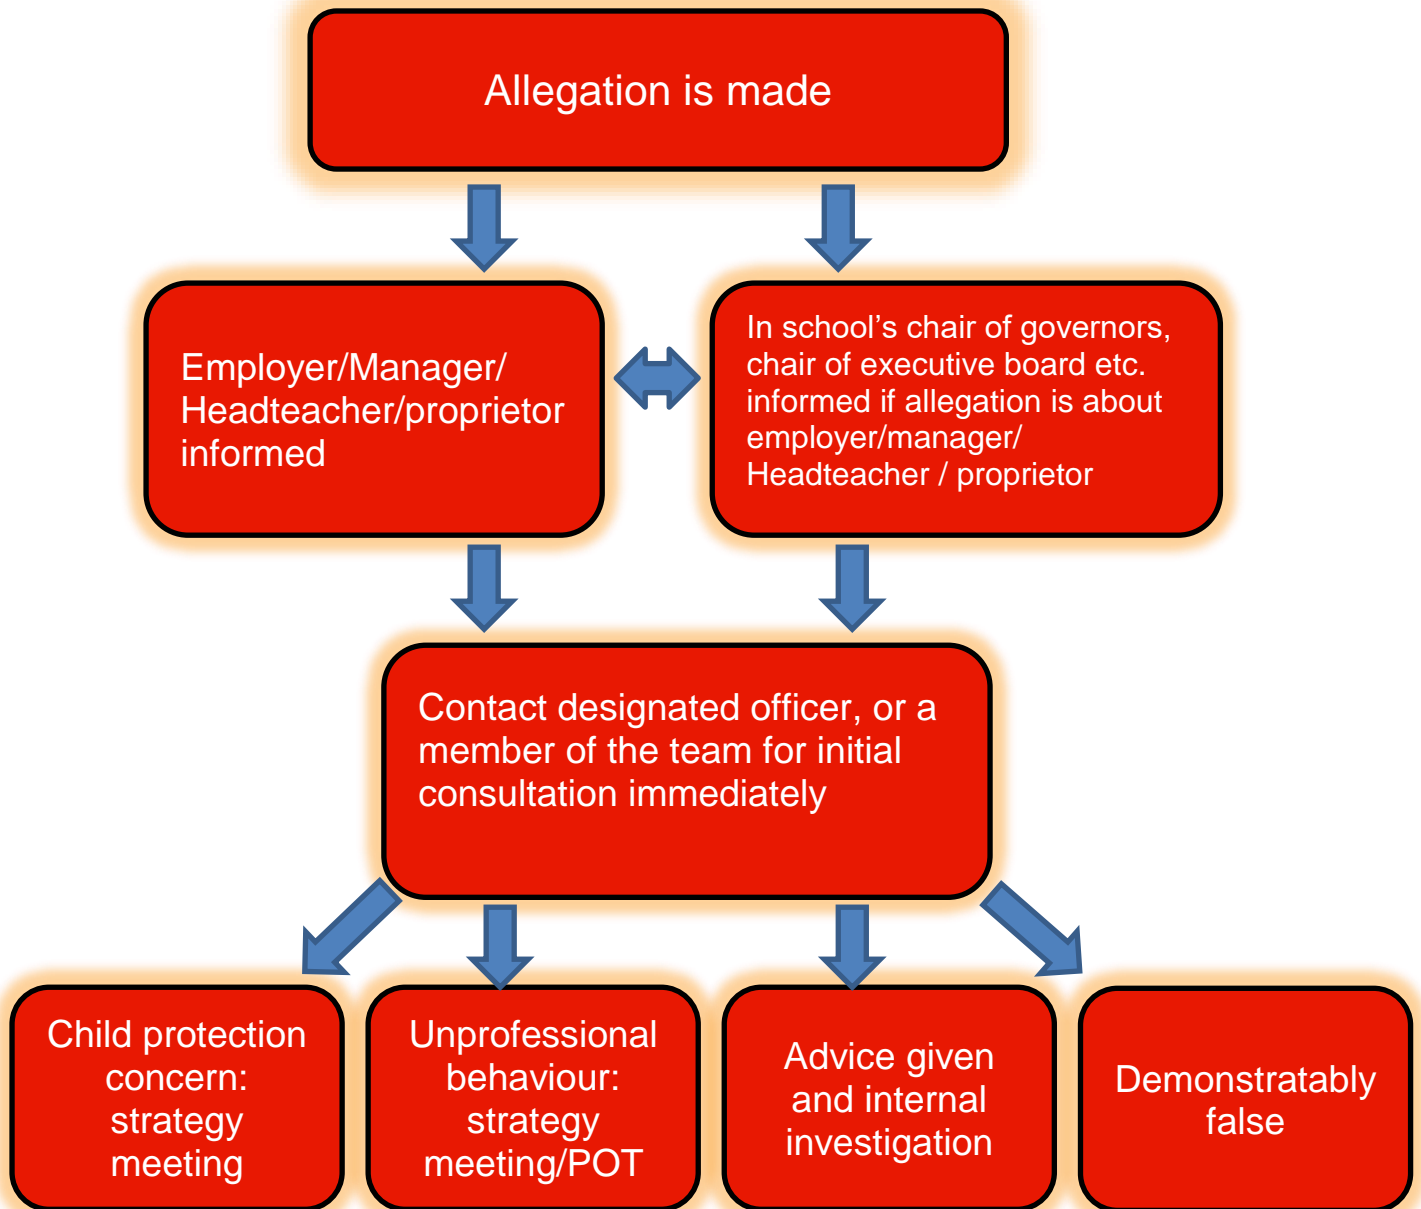 Allegation is made
Employer/Manager/
Headteacher/proprietor
informed
In school’s chair of governors,
chair of executive board etc.
informed if allegation is about
employer/manager/
Headteacher / proprietor
Contact designated officer, or a
member of the team for initial
consultation immediately
Child protection
concern:
strategy
meeting
Unprofessional
behaviour:
strategy
meeting/POT
Advice given
and internal
investigation
Demonstratably
false